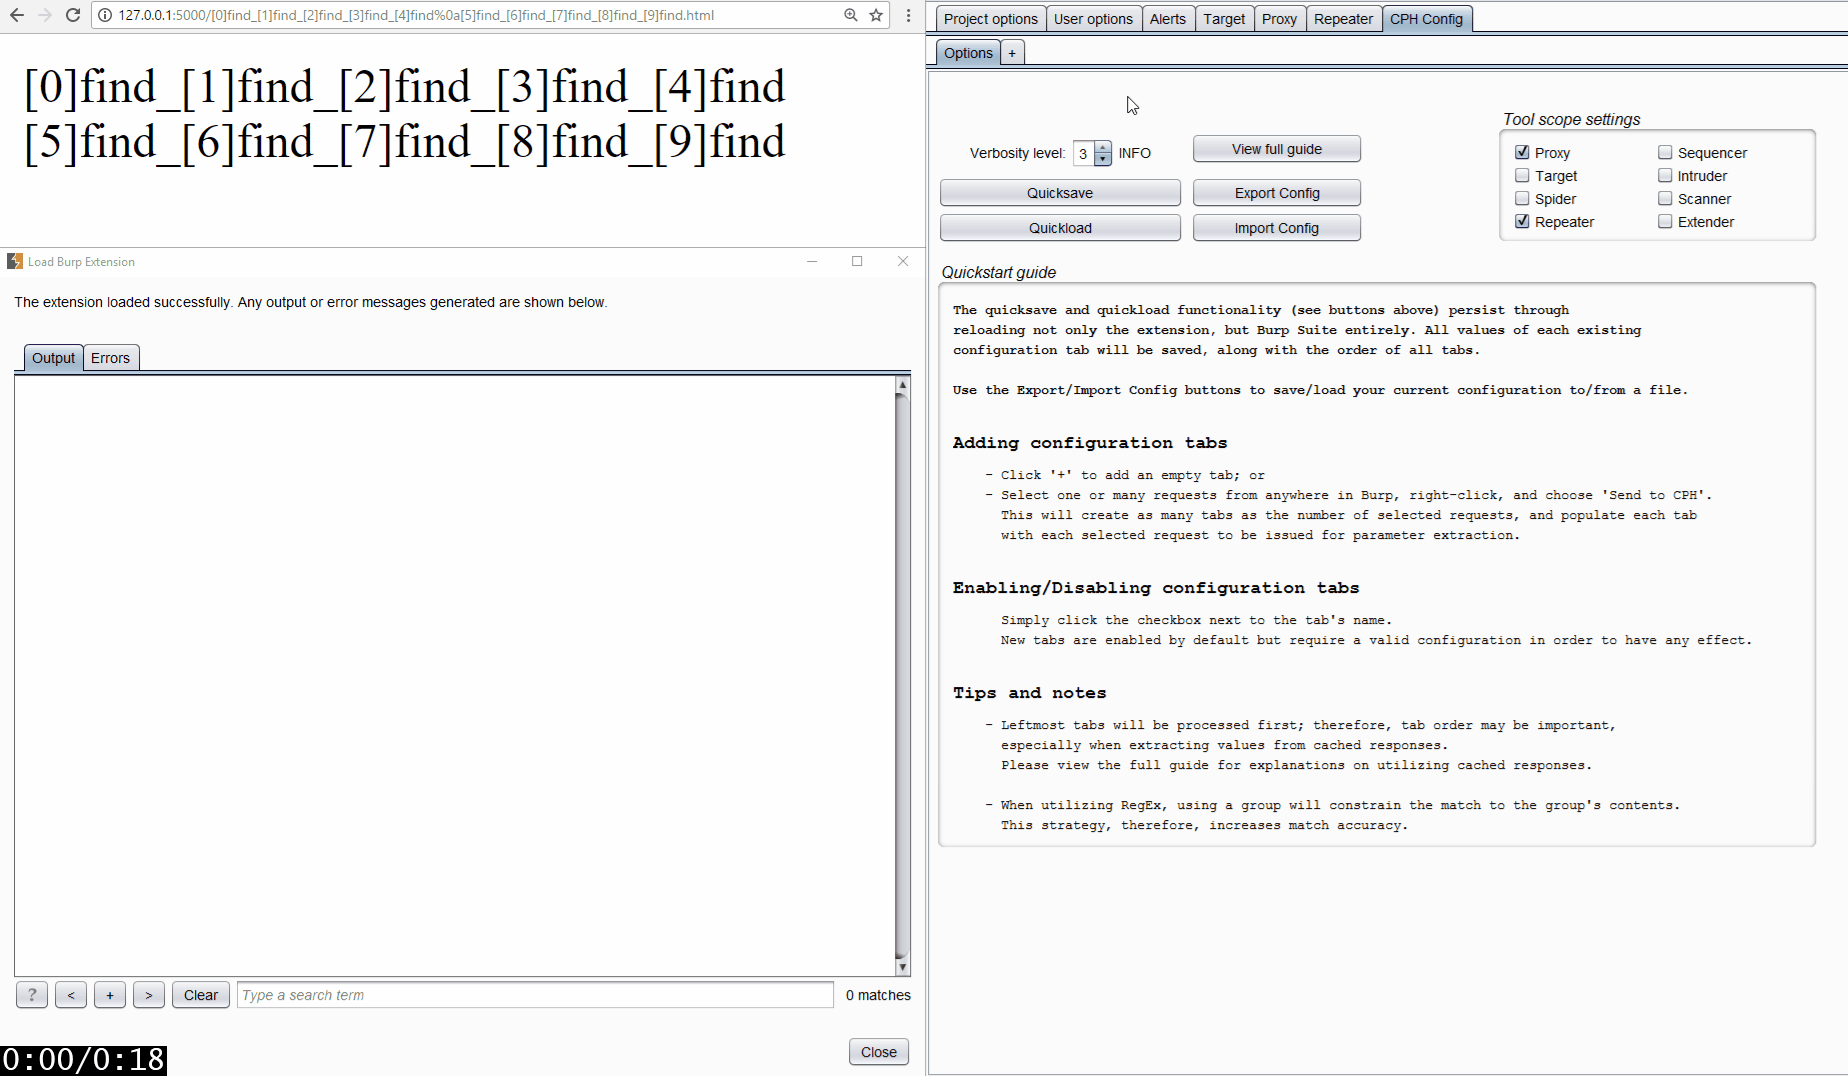 127.0.0.1:5000/[0]find_[1]find_[2]find_[3]find_[4]find%0a[5]find_[6]find_[7]find_[8]find_[9]find.html
[0]find_[1]find_[2]find_[3]find_[4]find
[5]find_[6]find_[7]find_[8]find_[9]find
Load Burp Extension
The extension loaded successfully. Any output or error messages generated are shown below.
Output Errors
? < + > Clear Type a search term 0 matches
Close
0:00/0:18
Project options User options Alerts Target Proxy Repeater CPH Config
Options +
Verbosity level: 3 INFO View full guide
Quicksave Export Config
Quickload Import Config
Tool scope settings
Proxy Sequencer
Target Intruder
Spider Scanner
Repeater Extender
Quickstart guide
The quicksave and quickload functionality (see buttons above) persist through
reloading not only the extension, but Burp Suite entirely. All values of each existing
configuration tab will be saved, along with the order of all tabs.
Use the Export/Import Config buttons to save/load your current configuration to/from a file.
Adding configuration tabs
- Click '+' to add an empty tab; or
- Select one or many requests from anywhere in Burp, right-click, and choose 'Send to CPH'.
This will create as many tabs as the number of selected requests, and populate each tab
with each selected request to be issued for parameter extraction.
Enabling/Disabling configuration tabs
Simply click the checkbox next to the tab's name.
New tabs are enabled by default but require a valid configuration in order to have any effect.
Tips and notes
- Leftmost tabs will be processed first; therefore, tab order may be important,
especially when extracting values from cached responses.
Please view the full guide for explanations on utilizing cached responses.
- When utilizing RegEx, using a group will constrain the match to the group's contents.
This strategy, therefore, increases match accuracy.